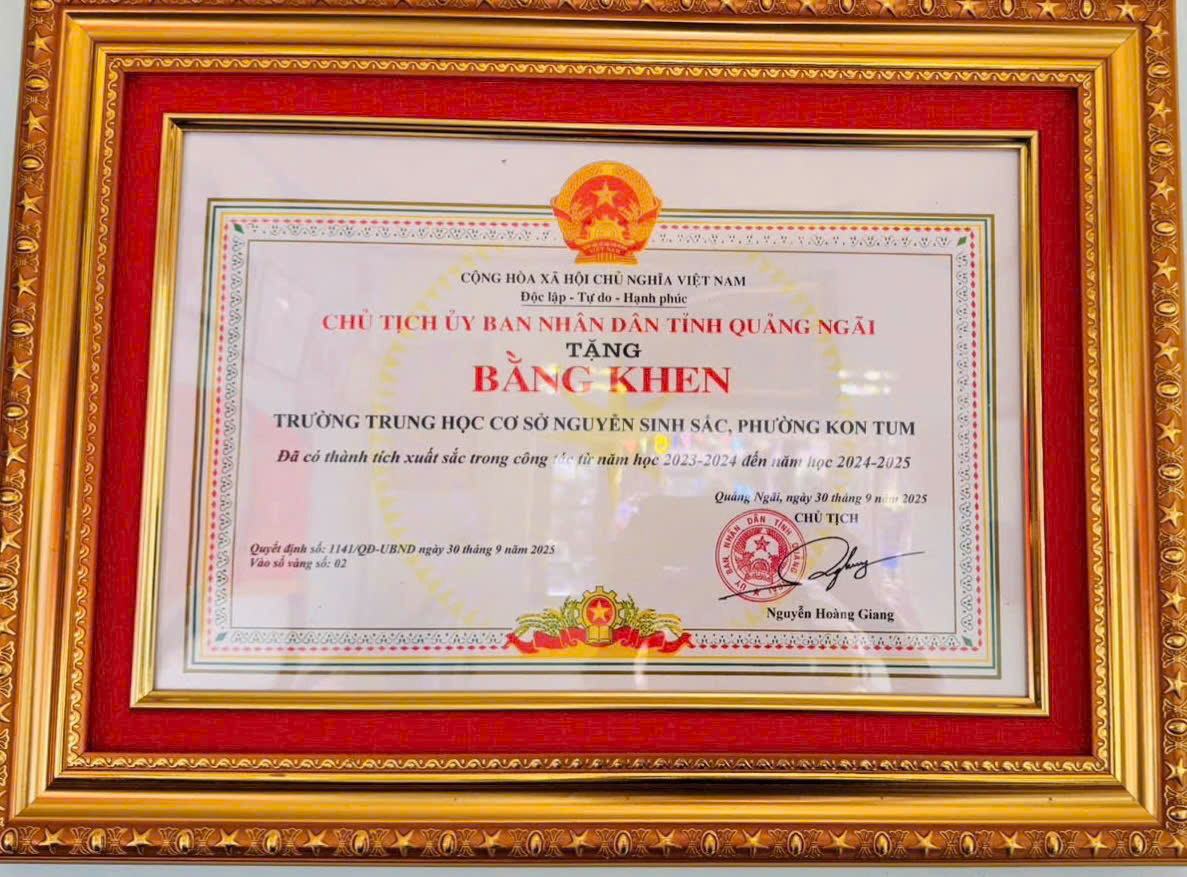 CỘNG HÒA XÃ HỘI CHỦ NGHĨA VIỆT NAM
Độc lập - Tự do - Hạnh phúc
CHỦ TỊCH ỦY BAN NHÂN DÂN TỈNH QUẢNG NGÃI
TẶNG
BẰNG KHEN
TRƯỜNG TRUNG HỌC CƠ SỞ NGUYỄN SINH SẮC, PHƯỜNG KON TUM
Đã có thành tích xuất sắc trong công tác từ năm học 2023-2024 đến năm học 2024-2025
Quảng Ngãi, ngày 30 tháng 9 năm 2025
CHỦ TỊCH
Quyết định số: 1141/QĐ-UBND ngày 30 tháng 9 năm 2025
Vào sổ vàng số: 02
Nguyễn Hoàng Giang